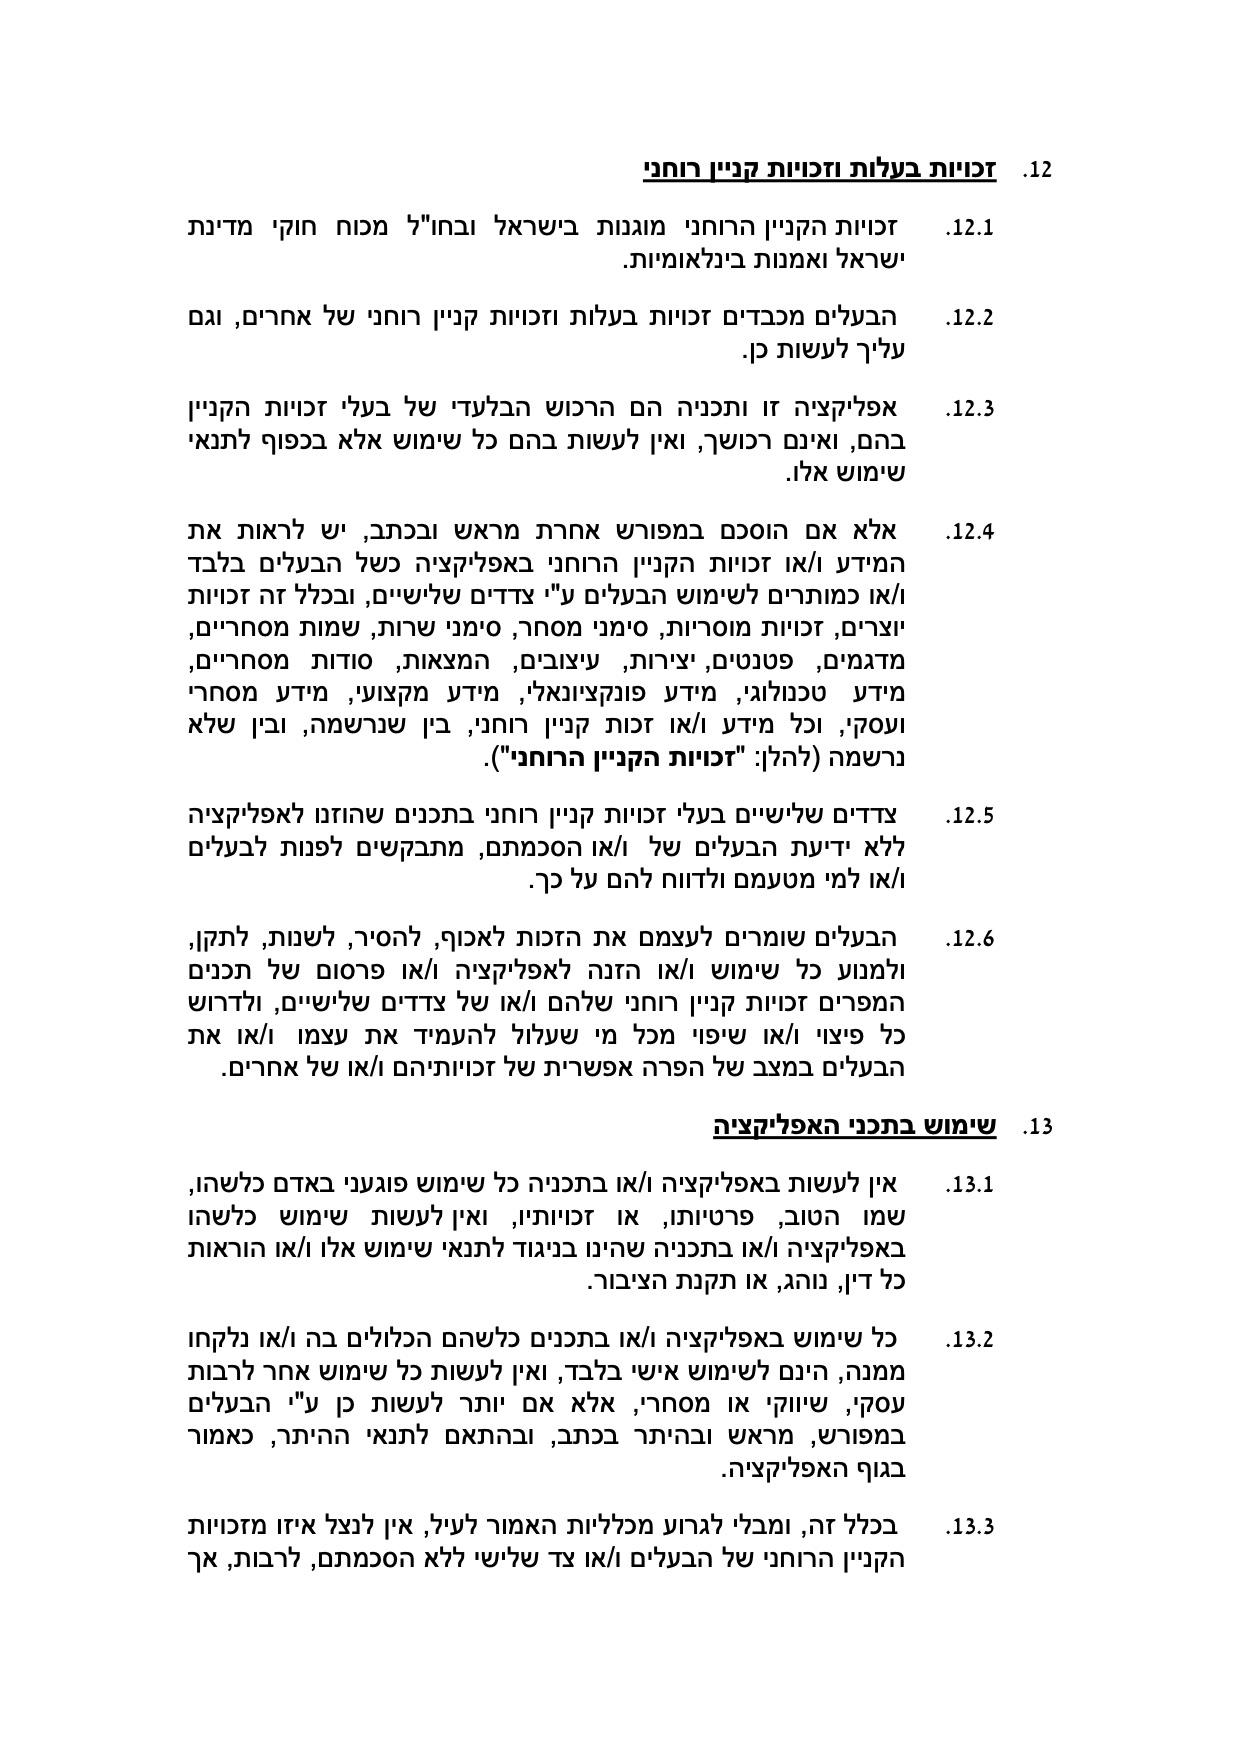 12. זכויות בעלות וזכויות קניין רוחני
12.1. זכויות הקניין הרוחני מוגנות בישראל ובחו"ל מכוח חוקי מדינת
ישראל ואמנות בינלאומיות.
12.2. הבעלים מכבדים זכויות בעלות וזכויות קניין רוחני של אחרים, וגם
עליך לעשות כן.
12.3. אפליקציה זו ותכניה הם הרכוש הבלעדי של בעלי זכויות הקניין
בהם, ואינם רכושך, ואין לעשות בהם כל שימוש אלא בכפוף לתנאי
שימוש אלו.
12.4. אלא אם הוסכם במפורש אחרת מראש ובכתב, יש לראות את
המידע ו/או זכויות הקניין הרוחני באפליקציה כשל הבעלים בלבד
ו/או כמותרים לשימוש הבעלים ע"י צדדים שלישיים, ובכלל זה זכויות
יוצרים, זכויות מוסריות, סימני מסחר, סימני שרות, שמות מסחריים,
מדגמים, פטנטים, יצירות, עיצובים, המצאות, סודות מסחריים,
מידע טכנולוגי, מידע פונקציונאלי, מידע מקצועי, מידע מסחרי
ועסקי, וכל מידע ו/או זכות קניין רוחני, בין שנרשמה, ובין שלא
נרשמה (להלן: "זכויות הקניין הרוחני").
12.5. צדדים שלישיים בעלי זכויות קניין רוחני בתכנים שהוזנו לאפליקציה
ללא ידיעת הבעלים של ו/או הסכמתם, מתבקשים לפנות לבעלים
ו/או למי מטעמם ולדווח להם על כך.
12.6. הבעלים שומרים לעצמם את הזכות לאכוף, להסיר, לשנות, לתקן,
ולמנוע כל שימוש ו/או הזנה לאפליקציה ו/או פרסום של תכנים
המפרים זכויות קניין רוחני שלהם ו/או של צדדים שלישיים, ולדרוש
כל פיצוי ו/או שיפוי מכל מי שעלול להעמיד את עצמו ו/או את
הבעלים במצב של הפרה אפשרית של זכויותיהם ו/או של אחרים.
13. שימוש בתכני האפליקציה
13.1. אין לעשות באפליקציה ו/או בתכניה כל שימוש פוגעני באדם כלשהו,
שמו הטוב, פרטיותו, או זכויותיו, ואין לעשות שימוש כלשהו
באפליקציה ו/או בתכניה שהינו בניגוד לתנאי שימוש אלו ו/או הוראות
כל דין, נוהג, או תקנת הציבור.
13.2. כל שימוש באפליקציה ו/או בתכנים כלשהם הכלולים בה ו/או נלקחו
ממנה, הינם לשימוש אישי בלבד, ואין לעשות כל שימוש אחר לרבות
עסקי, שיווקי או מסחרי, אלא אם יותר לעשות כן ע"י הבעלים
במפורש, מראש ובהיתר בכתב, ובהתאם לתנאי ההיתר, כאמור
בגוף האפליקציה.
13.3. בכלל זה, ומבלי לגרוע מכלליות האמור לעיל, אין לנצל איזו מזכויות
הקניין הרוחני של הבעלים ו/או צד שלישי ללא הסכמתם, לרבות, אך